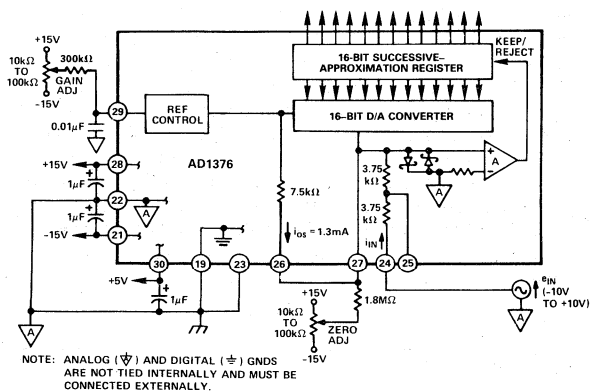 +15V
10kΩ
TO
100kΩ
300kΩ
GAIN
ADJ
-15V
29
0.01μF
REF
CONTROL
AD1376
16-BIT SUCCESSIVE–
APPROXIMATION REGISTER
16-BIT D/A CONVERTER
KEEP/
REJECT
+15V
28
+
1μF
22
A
+
1μF
-15V
21
7.5kΩ
iOS = 1.3mA
3.75
kΩ
3.75
kΩ
iIN
A
+
−
A
30
19
23
26
27
24
25
+5V
+
1μF
A
+15V
10kΩ
TO
100kΩ
1.8MΩ
ZERO
ADJ
-15V
eIN
(-10V
TO +10V)
A
NOTE: ANALOG (A) AND DIGITAL (⏚) GNDS
ARE NOT TIED INTERNALLY AND MUST BE
CONNECTED EXTERNALLY.